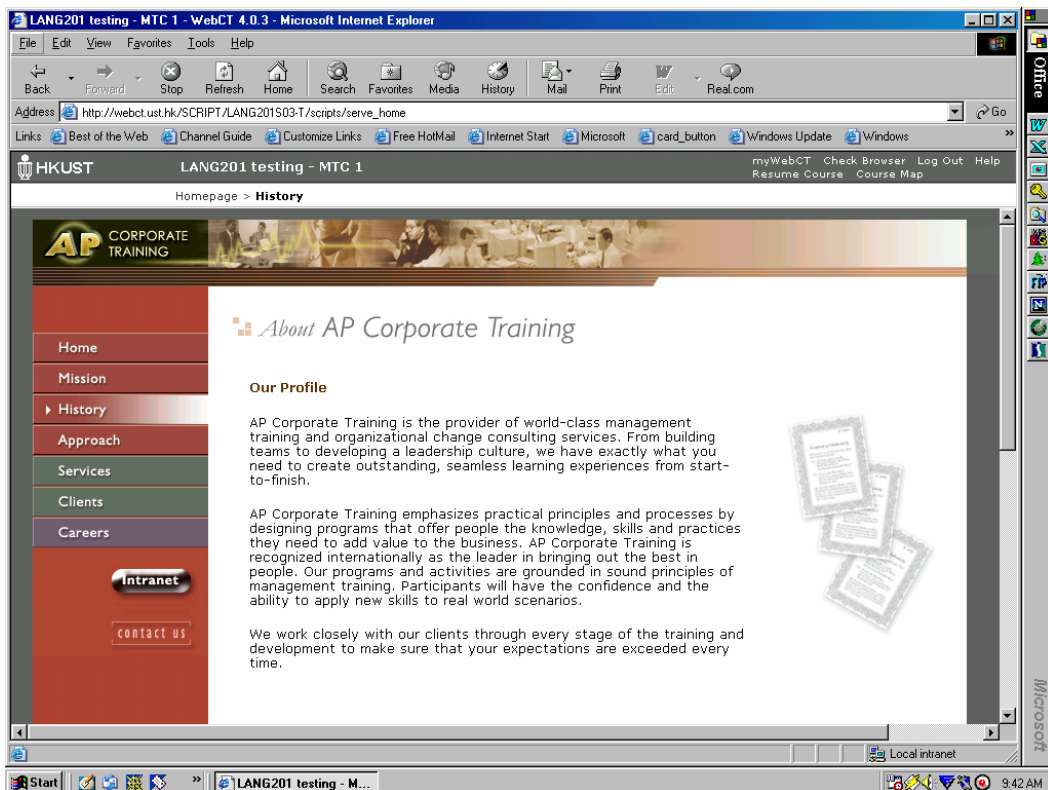 LANG201 testing - MTC 1 - WebCT 4.0.3 - Microsoft Internet Explorer
File Edit View Favorites Tools Help
Back Forward Stop Refresh Home Search Favorites Media History Mail Print Edit Real.com
Address http://webct.ust.hk/SCRIPT/LANG201S03-T/scripts/serve_home Go
Links Best of the Web Channel Guide Customize Links Free HotMail Internet Start Microsoft card_button Windows Update Windows »
HKUST LANG201 testing - MTC 1 myWebCT Check Browser Log Out Help
Resume Course Course Map
Homepage > History
AP CORPORATE TRAINING
About AP Corporate Training
Home
Mission
History
Approach
Services
Clients
Careers
Intranet
contact us
Our Profile
AP Corporate Training is the provider of world-class management
training and organizational change consulting services. From building
teams to developing a leadership culture, we have exactly what you
need to create outstanding, seamless learning experiences from start-
to-finish.
AP Corporate Training emphasizes practical principles and processes by
designing programs that offer people the knowledge, skills and practices
they need to add value to the business. AP Corporate Training is
recognized internationally as the leader in bringing out the best in
people. Our programs and activities are grounded in sound principles of
management training. Participants will have the confidence and the
ability to apply new skills to real world scenarios.
We work closely with our clients through every stage of the training and
development to make sure that your expectations are exceeded every
time.
Local intranet
Start » LANG201 testing - M... 9:42 AM
Office
Microsoft